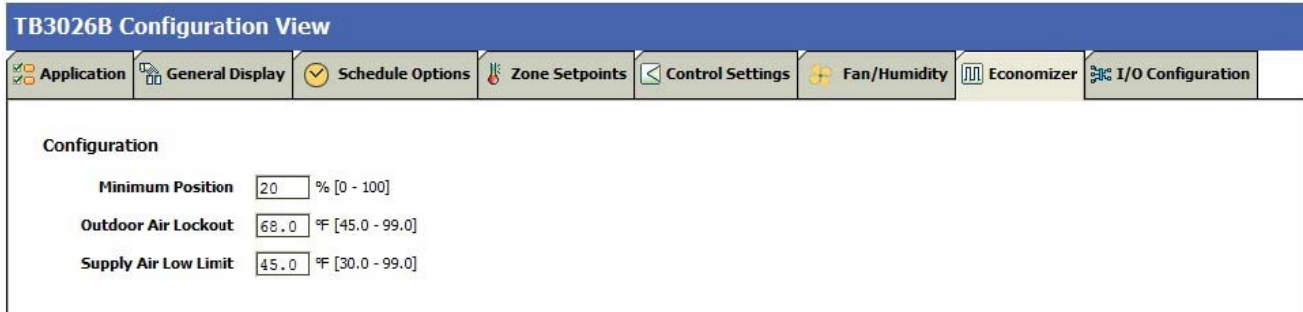 TB3026B Configuration View
Application General Display Schedule Options Zone Setpoints Control Settings Fan/Humidity Economizer I/O Configuration
Configuration
Minimum Position 20 % [0 - 100]
Outdoor Air Lockout 68.0 °F [45.0 - 99.0]
Supply Air Low Limit 45.0 °F [30.0 - 99.0]